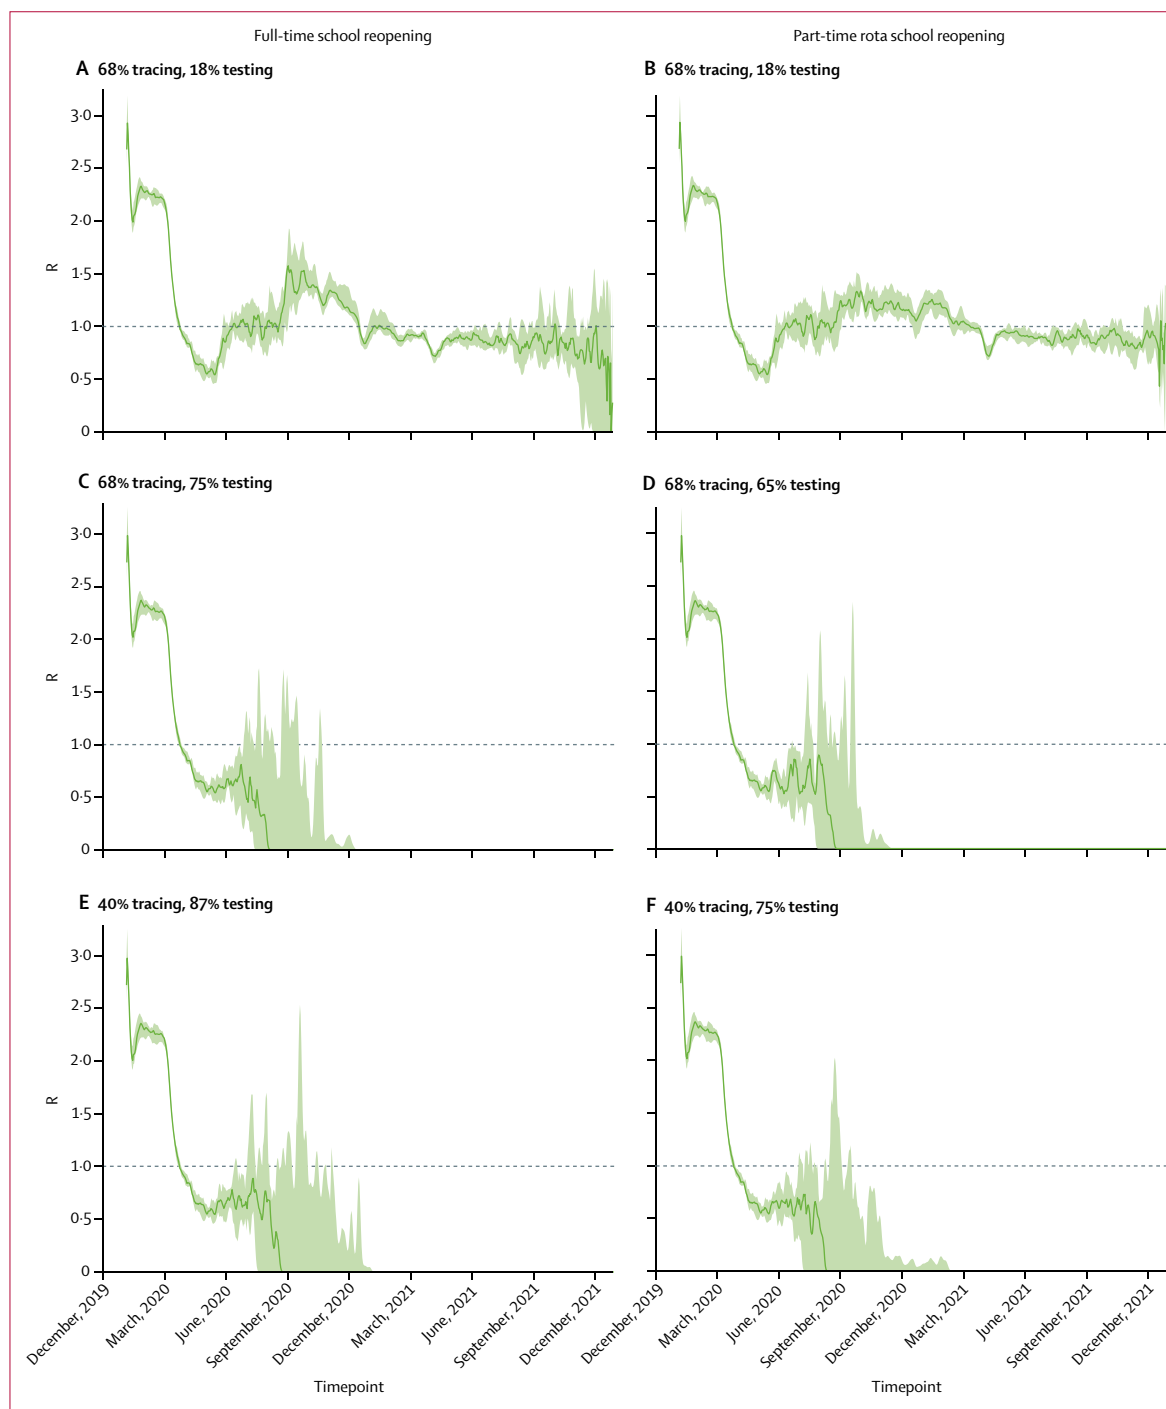 Full-time school reopening
Part-time rota school reopening
A 68% tracing, 18% testing
B 68% tracing, 18% testing
3·0
2·5
2·0
1·5
1·0
0·5
0
R
C 68% tracing, 75% testing
D 68% tracing, 65% testing
3·0
2·5
2·0
1·5
1·0
0·5
0
R
E 40% tracing, 87% testing
F 40% tracing, 75% testing
3·0
2·5
2·0
1·5
1·0
0·5
0
R
December, 2019
March, 2020
June, 2020
September, 2020
December, 2020
March, 2021
June, 2021
September, 2021
December, 2021
Timepoint
December, 2019
March, 2020
June, 2020
September, 2020
December, 2020
March, 2021
June, 2021
September, 2021
December, 2021
Timepoint